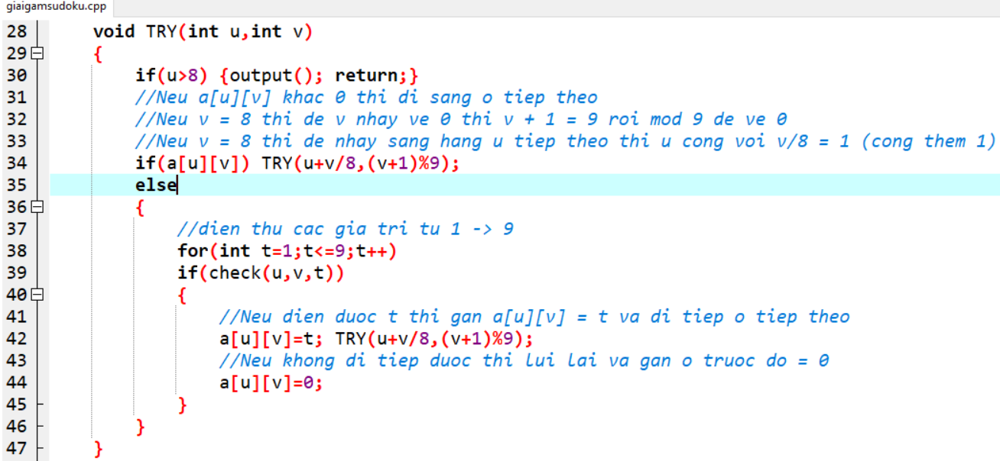 giaigamsudoku.cpp
28 void TRY(int u,int v)
29 {
30 if(u>8) {output(); return;}
31 //Neu a[u][v] khac 0 thi di sang o tiep theo
32 //Neu v = 8 thi de v nhay ve 0 thi v + 1 = 9 roi mod 9 de ve 0
33 //Neu v = 8 thi de nhay sang hang u tiep theo thi u cong voi v/8 = 1 (cong them 1)
34 if(a[u][v]) TRY(u+v/8,(v+1)%9);
35 else
36 {
37 //dien thu cac gia tri tu 1 -> 9
38 for(int t=1;t<=9;t++)
39 if(check(u,v,t))
40 {
41 //Neu dien duoc t thi gan a[u][v] = t va di tiep o tiep theo
42 a[u][v]=t; TRY(u+v/8,(v+1)%9);
43 //Neu khong di tiep duoc thi lui lai va gan o truoc do = 0
44 a[u][v]=0;
45 }
46 }
47 }